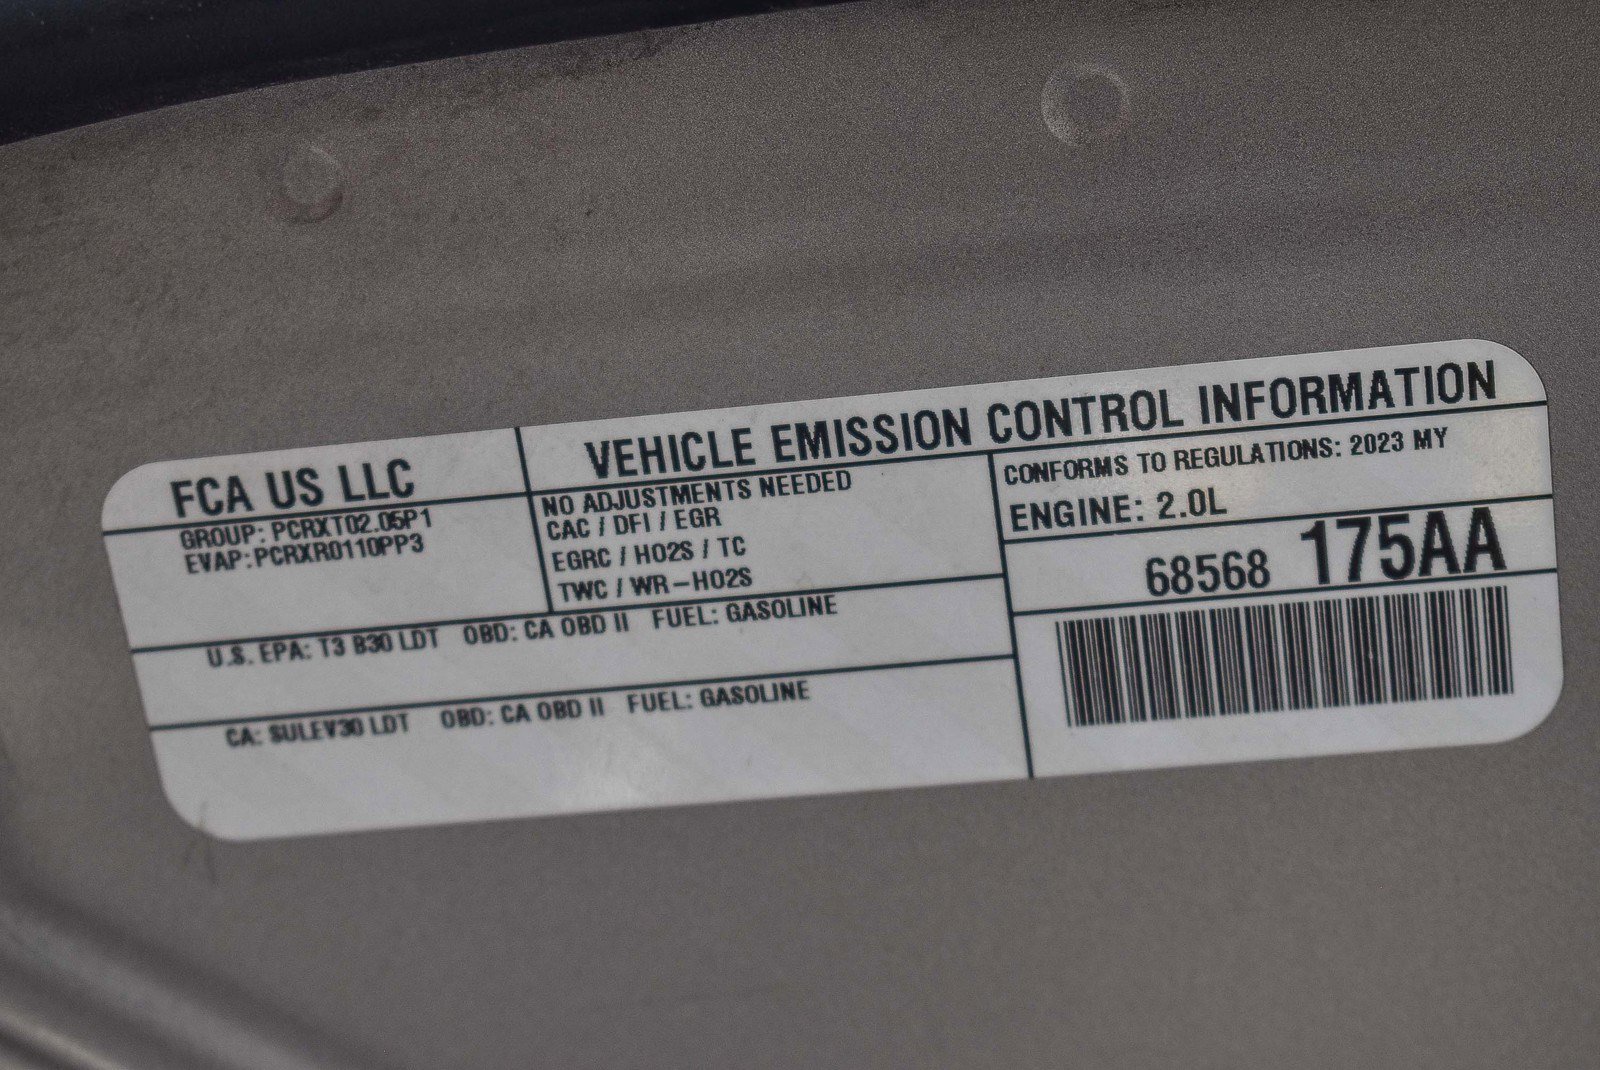 FCA US LLC
VEHICLE EMISSION CONTROL INFORMATION
GROUP: PCRXT02.05P1
EVAP:PCRXR0110PP3
NO ADJUSTMENTS NEEDED
CAC / DFI / EGR
EGRC / HO2S / TC
TWC / WR-HO2S
CONFORMS TO REGULATIONS: 2023 MY
ENGINE: 2.0L
68568 175AA
U.S. EPA: T3 B30 LDT OBD: CA OBD II FUEL: GASOLINE
CA: SULEV30 LDT OBD: CA OBD II FUEL: GASOLINE